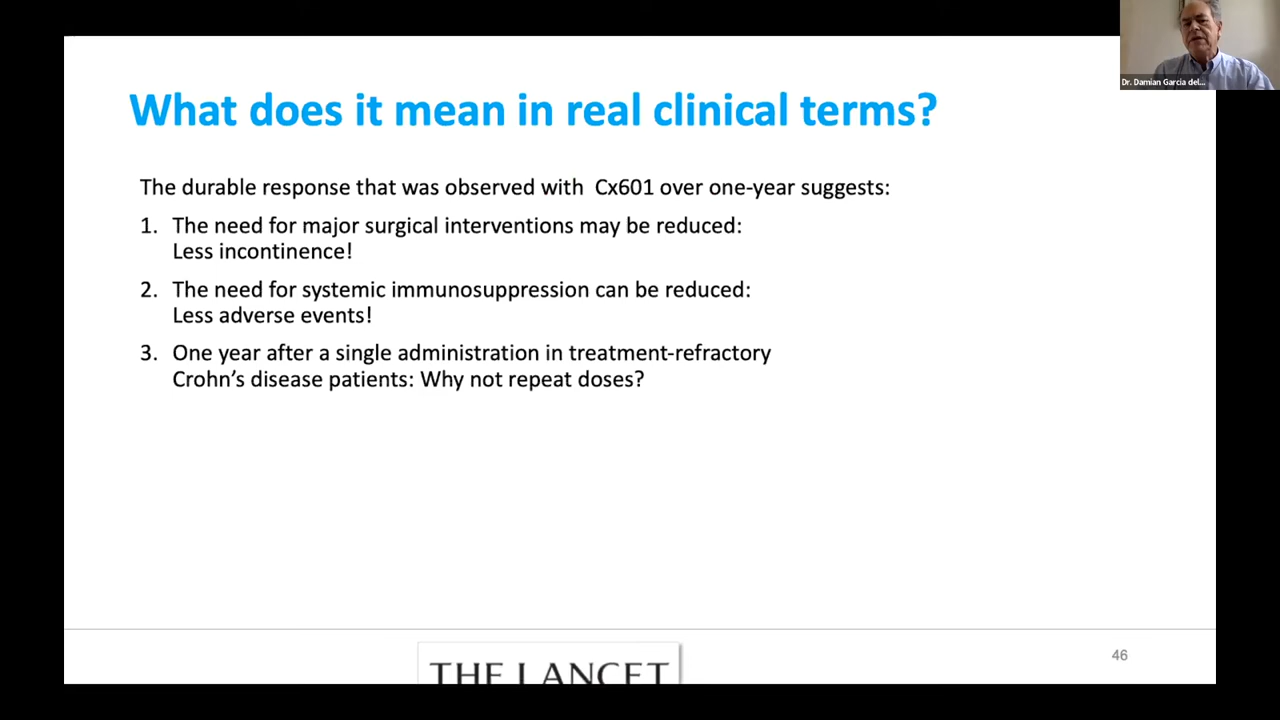 Dr. Damian Garcia del...
What does it mean in real clinical terms?
The durable response that was observed with Cx601 over one-year suggests:
1. The need for major surgical interventions may be reduced:
Less incontinence!
2. The need for systemic immunosuppression can be reduced:
Less adverse events!
3. One year after a single administration in treatment-refractory
Crohn's disease patients: Why not repeat doses?
46
THE LANCET